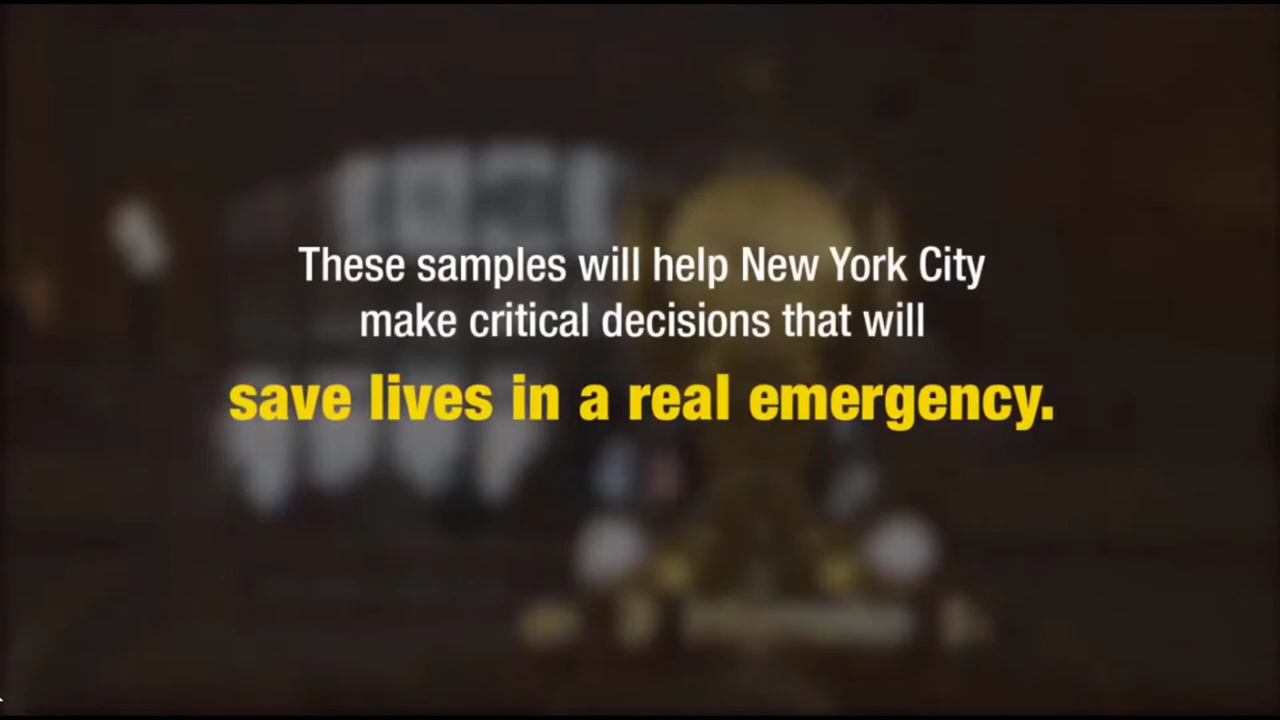 These samples will help New York City
make critical decisions that will
save lives in a real emergency.